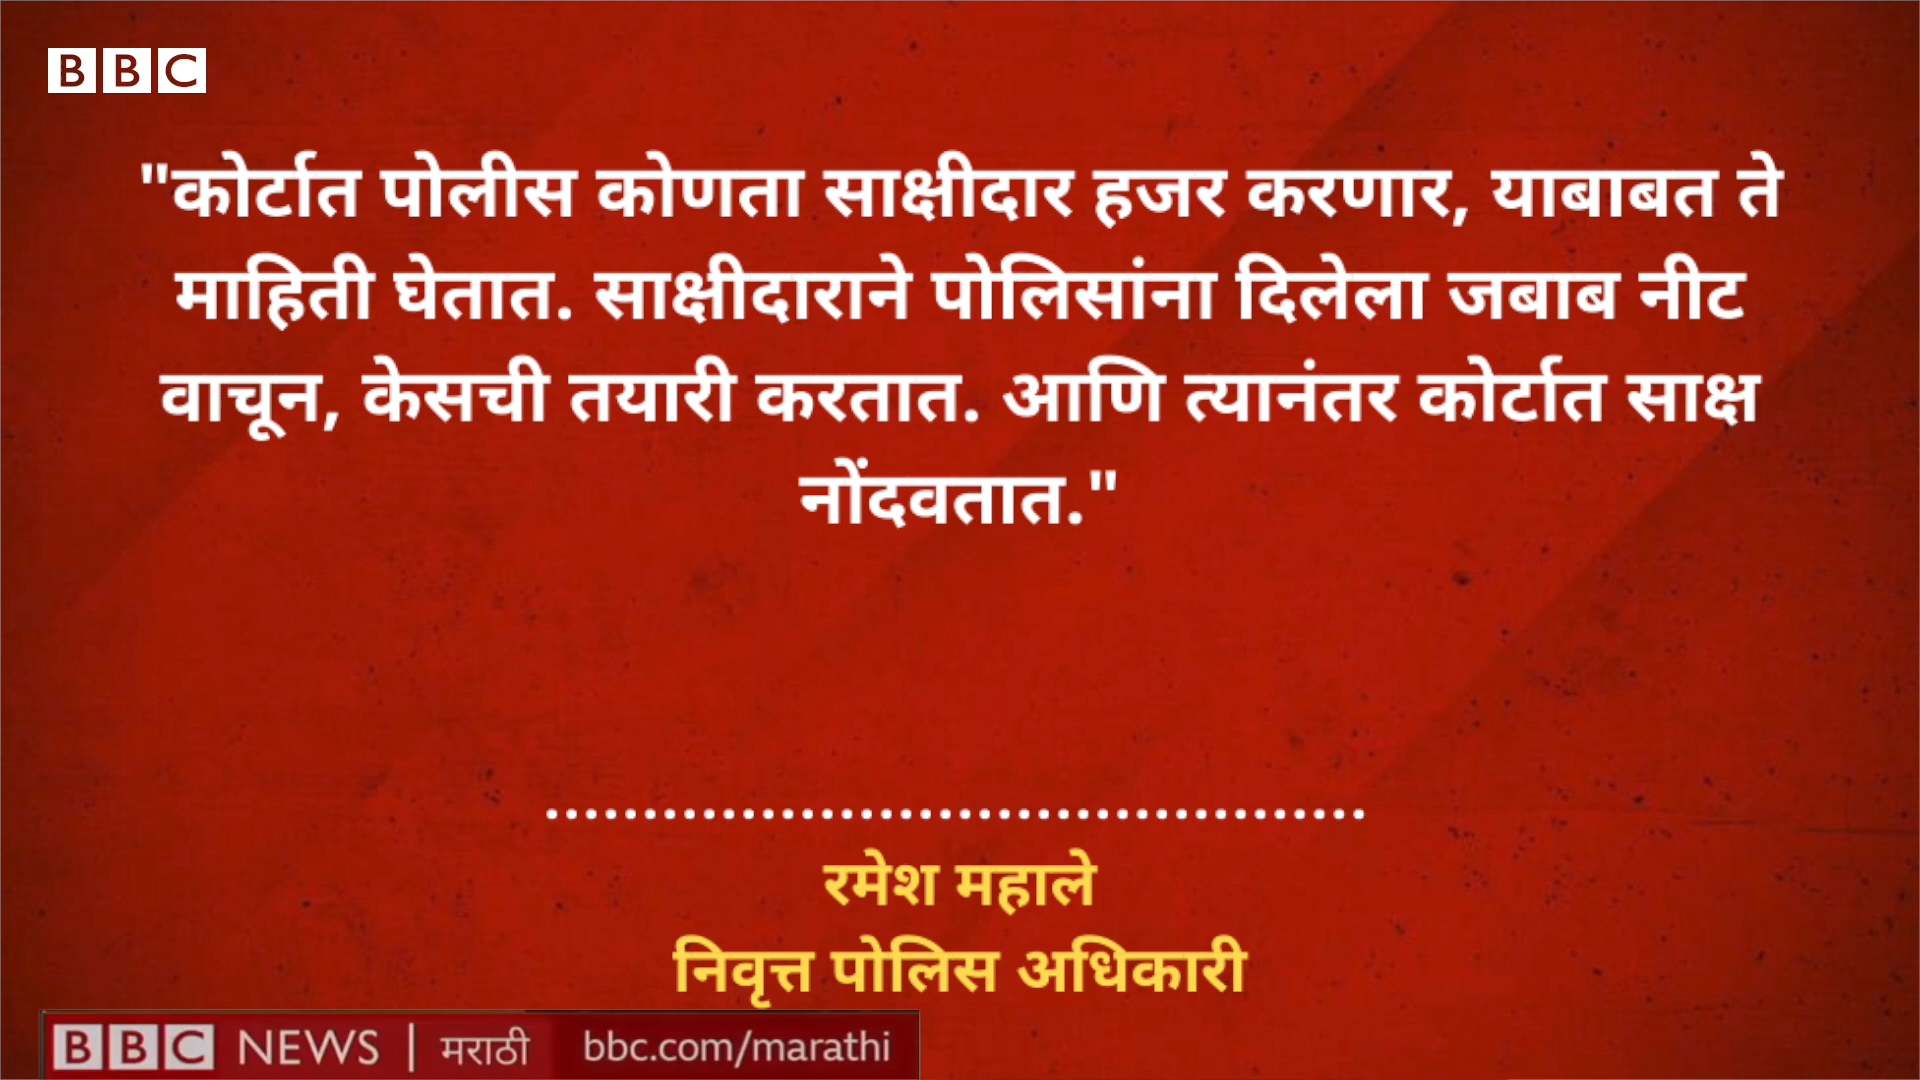 BBC
"कोर्टात पोलीस कोणता साक्षीदार हजर करणार, याबाबत ते
माहिती घेतात. साक्षीदाराने पोलिसांना दिलेला जबाब नीट
वाचून, केसची तयारी करतात. आणि त्यानंतर कोर्टात साक्ष
नोंदवतात."
रमेश महाले
निवृत्त पोलिस अधिकारी
BBC NEWS | मराठी bbc.com/marathi